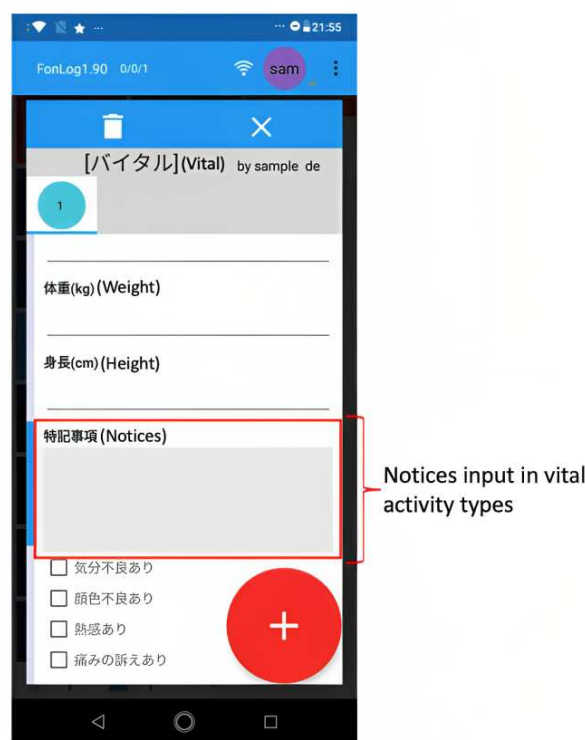 21:55
FonLog1.90 0/0/1
sam
[バイタル](Vital) by sample de
1
体重(kg)(Weight)
身長(cm)(Height)
特記事項(Notices)
Notices input in vital
activity types
気分不良あり
顔色不良あり
熱感あり
痛みの訴えあり